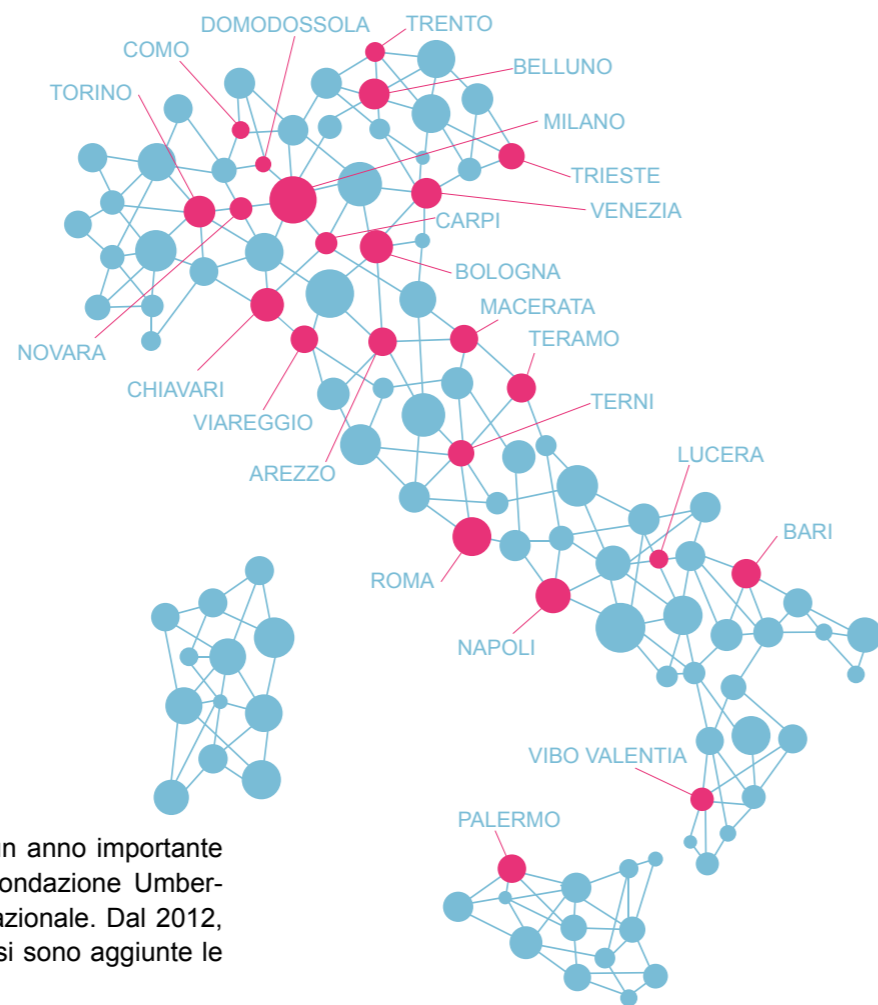 DOMODOSSOLA
TRENTO
COMO
BELLUNO
TORINO
MILANO
TRIESTE
VENEZIA
CARPI
BOLOGNA
MACERATA
TERAMO
NOVARA
CHIAVARI
TERNI
VIAREGGIO
LUCERA
AREZZO
BARI
ROMA
NAPOLI
VIBO VALENTIA
PALERMO
un anno importante
ondazione Umber-
azionale. Dal 2012,
si sono aggiunte le